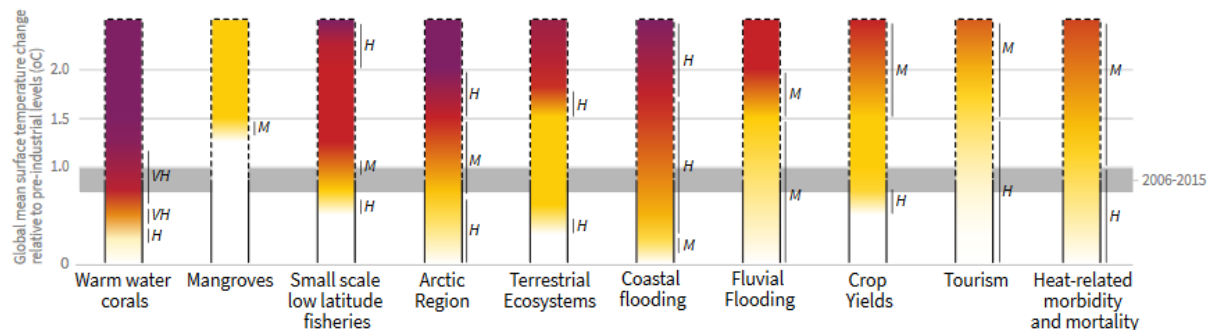 Global mean surface temperature change
relative to pre-industrial levels (oC)
2.0
1.5
1.0
0
VH
VH
H
M
H
M
H
H
M
H
H
H
H
H
M
M
M
M
H
M
H
M
H
2006-2015
Warm water
corals
Mangroves
Small scale
low latitude
fisheries
Arctic
Region
Terrestrial
Ecosystems
Coastal
flooding
Fluvial
Flooding
Crop
Yields
Tourism
Heat-related
morbidity
and mortality